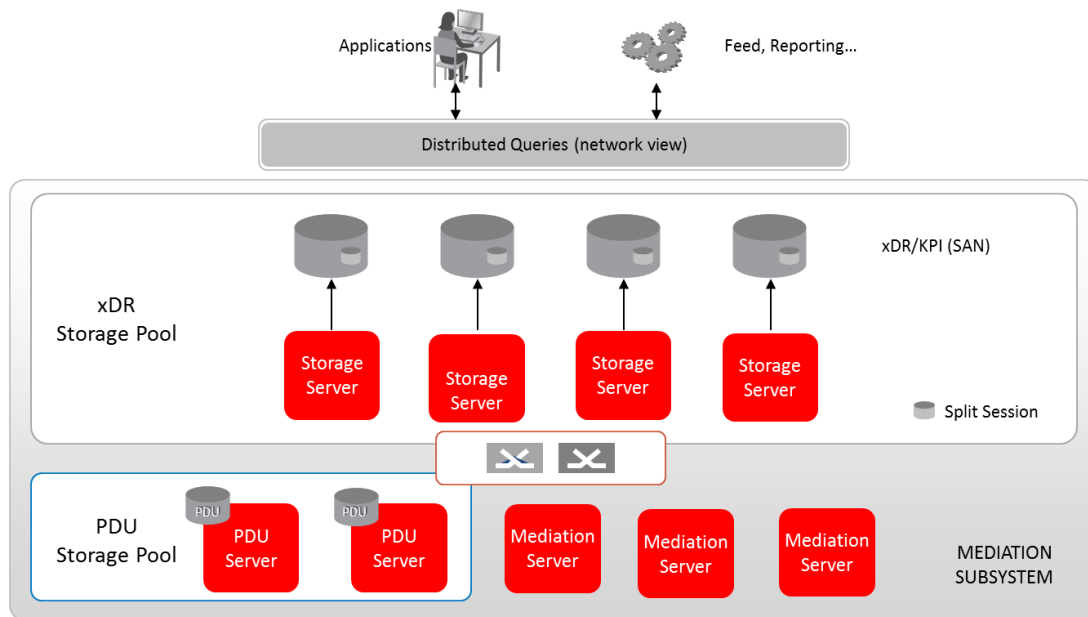 Applications
Feed, Reporting...
Distributed Queries (network view)
xDR/KPI (SAN)
xDR
Storage Pool
Storage
Server
Storage
Server
Storage
Server
Storage
Server
Split Session
PDU
Storage Pool
PDU
PDU
Server
PDU
PDU
Server
Mediation
Server
Mediation
Server
Mediation
Server
MEDIATION
SUBSYSTEM